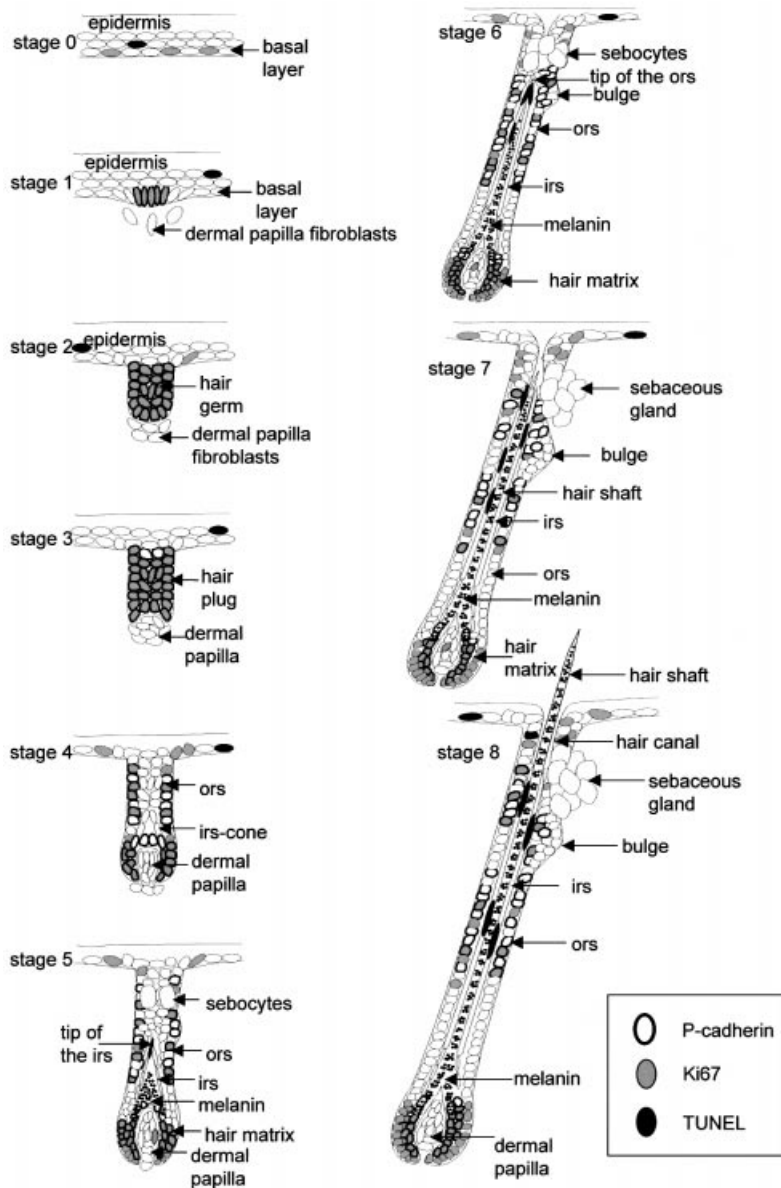 stage 0
epidermis
basal
layer
stage 1
epidermis
basal
layer
dermal papilla fibroblasts
stage 2
epidermis
hair
germ
dermal papilla
fibroblasts
stage 3
hair
plug
dermal
papilla
stage 4
ors
irs-cone
dermal
papilla
stage 5
sebocytes
tip of
the irs
ors
irs
melanin
hair matrix
dermal
papilla
stage 6
sebocytes
tip of the ors
bulge
ors
irs
melanin
hair matrix
stage 7
sebaceous
gland
bulge
hair shaft
irs
ors
melanin
hair
matrix
stage 8
hair shaft
hair canal
sebaceous
gland
bulge
irs
ors
melanin
dermal
papilla
P-cadherin
Ki67
TUNEL